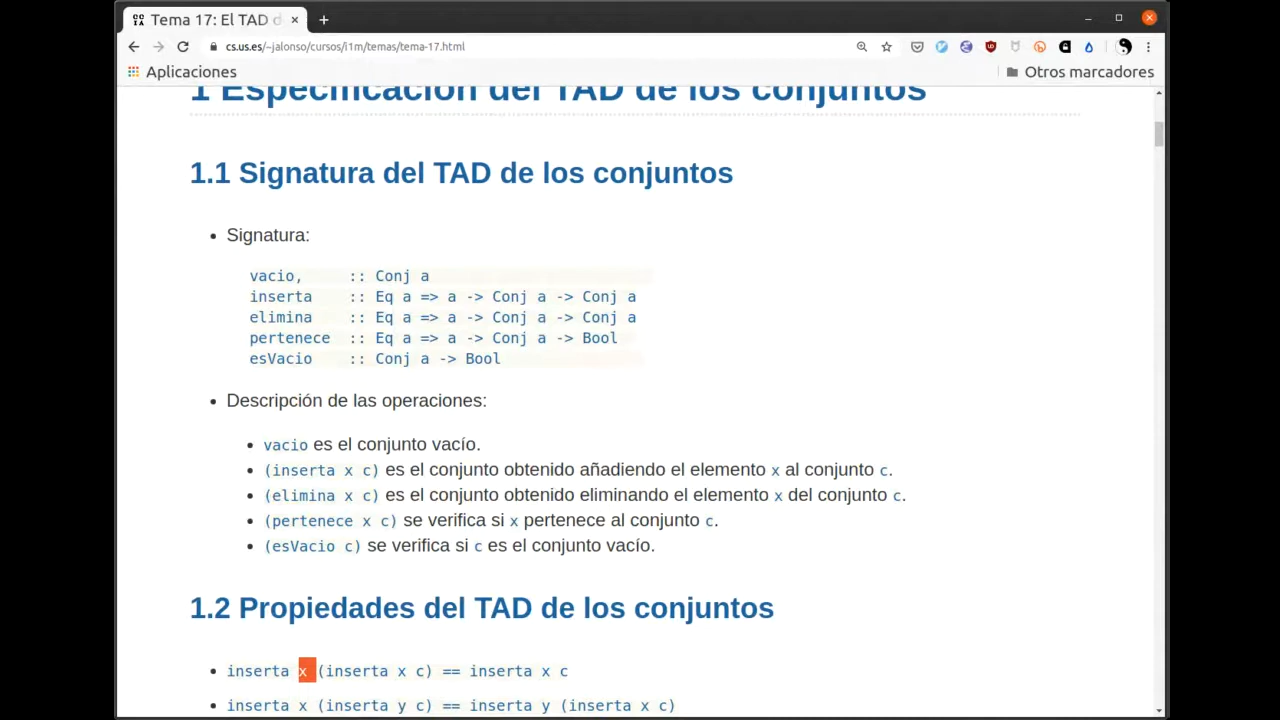 Tema 17: El TAD d
cs.us.es/~jalonso/cursos/i1m/temas/tema-17.html
Aplicaciones
Otros marcadores
1 Especificación del TAD de los conjuntos
1.1 Signatura del TAD de los conjuntos
• Signatura:
vacio, :: Conj a
inserta :: Eq a => a -> Conj a -> Conj a
elimina :: Eq a => a -> Conj a -> Conj a
pertenece :: Eq a => a -> Conj a -> Bool
esVacio :: Conj a -> Bool
• Descripción de las operaciones:
• vacio es el conjunto vacío.
• (inserta x c) es el conjunto obtenido añadiendo el elemento x al conjunto c.
• (elimina x c) es el conjunto obtenido eliminando el elemento x del conjunto c.
• (pertenece x c) se verifica si x pertenece al conjunto c.
• (esVacio c) se verifica si c es el conjunto vacío.
1.2 Propiedades del TAD de los conjuntos
• inserta x (inserta x c) == inserta x c
• inserta x (inserta y c) == inserta y (inserta x c)